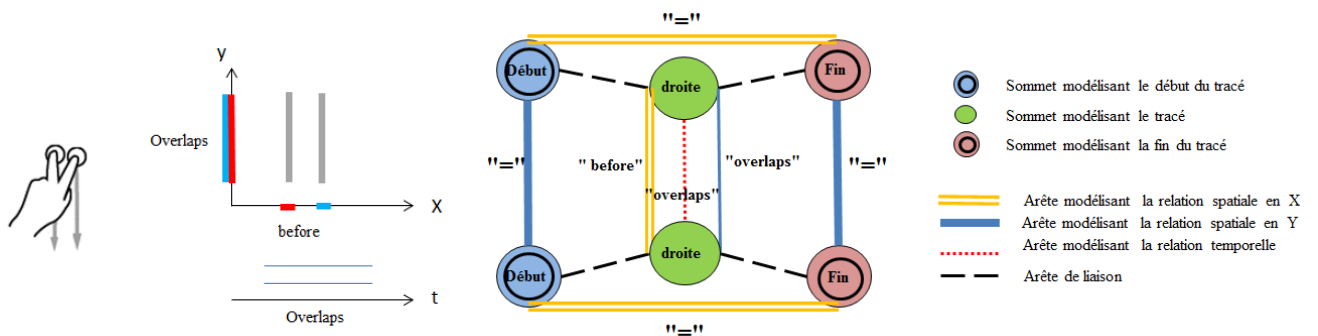 y
Overlaps
X
before
t
Overlaps
"="
Début
droite
Fin
"="
" before"
"overlaps"
"overlaps"
"="
Début
droite
Fin
"="
Sommet modélisant le début du tracé
Sommet modélisant le tracé
Sommet modélisant la fin du tracé
Arête modélisant la relation spatiale en X
Arête modélisant la relation spatiale en Y
Arête modélisant la relation temporelle
Arête de liaison